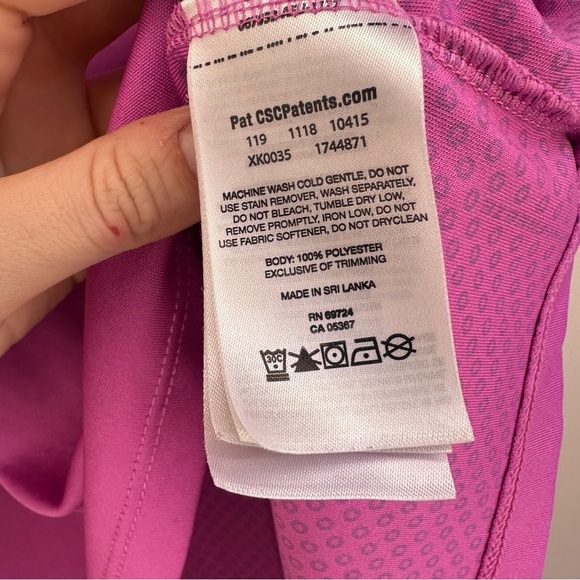 Pat CSCPatents.com
119 1118 10415
XK0035 1744871
MACHINE WASH COLD GENTLE, DO NOT
USE STAIN REMOVER, WASH SEPARATELY,
DO NOT BLEACH, TUMBLE DRY LOW,
REMOVE PROMPTLY, IRON LOW, DO NOT
USE FABRIC SOFTENER, DO NOT DRYCLEAN
BODY: 100% POLYESTER
EXCLUSIVE OF TRIMMING
MADE IN SRI LANKA
RN 69724
CA 05367
30C